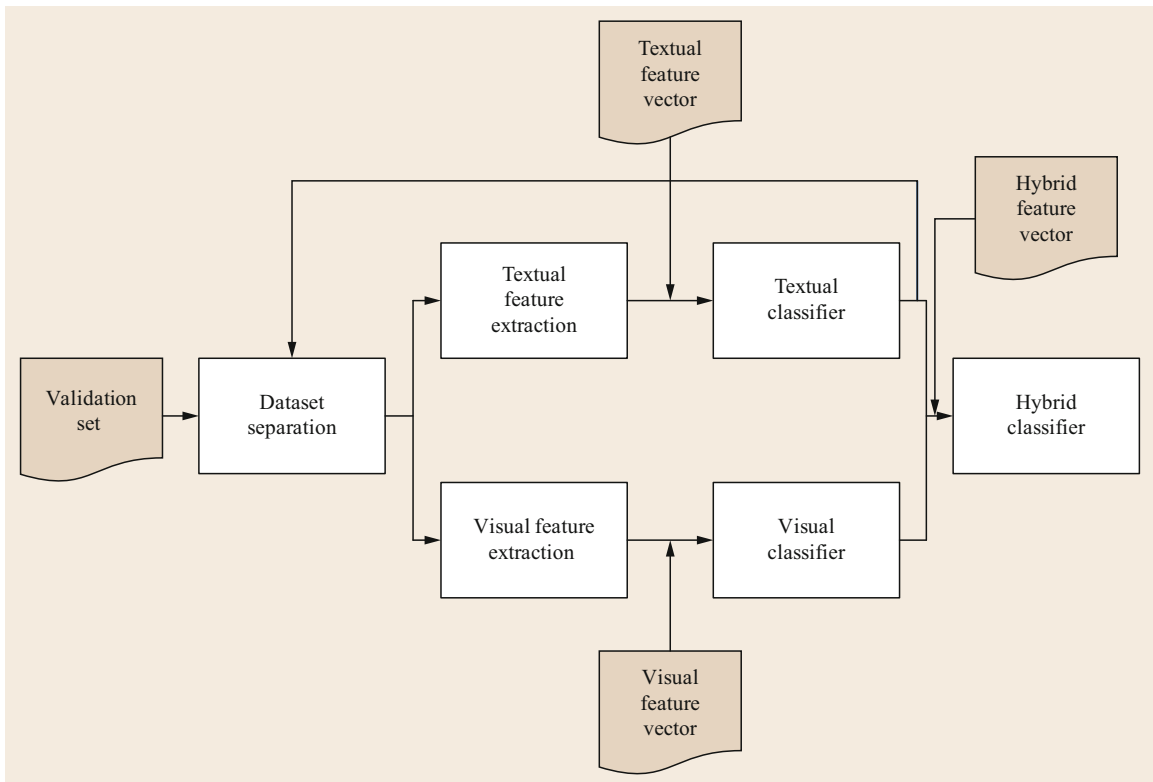 Textual
feature
vector
Hybrid
feature
vector
Textual
feature
extraction
Textual
classifier
Validation
set
Dataset
separation
Hybrid
classifier
Visual feature
extraction
Visual
classifier
Visual
feature
vector